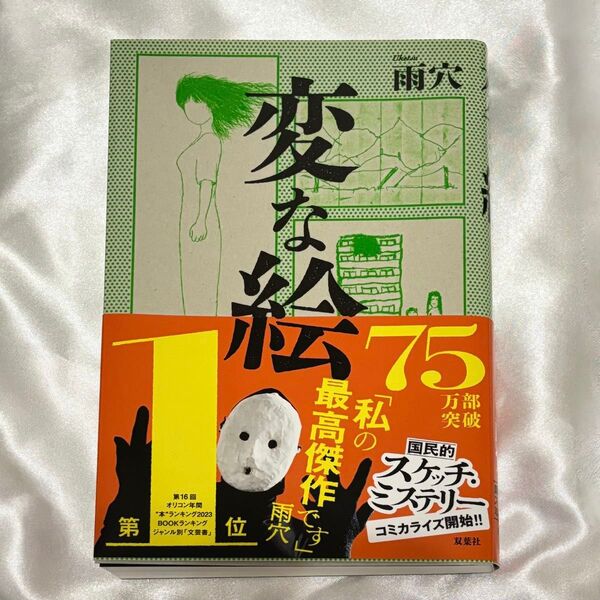 Uketsu
雨穴
変な絵
75
万部
突破
「私の
最高傑作です」
雨穴
国民的
スケッチ・
ミステリー
コミカライズ開始!!
双葉社
第1位
第16回
オリコン年間
"本"ランキング2023
BOOKランキング
ジャンル別「文芸書」